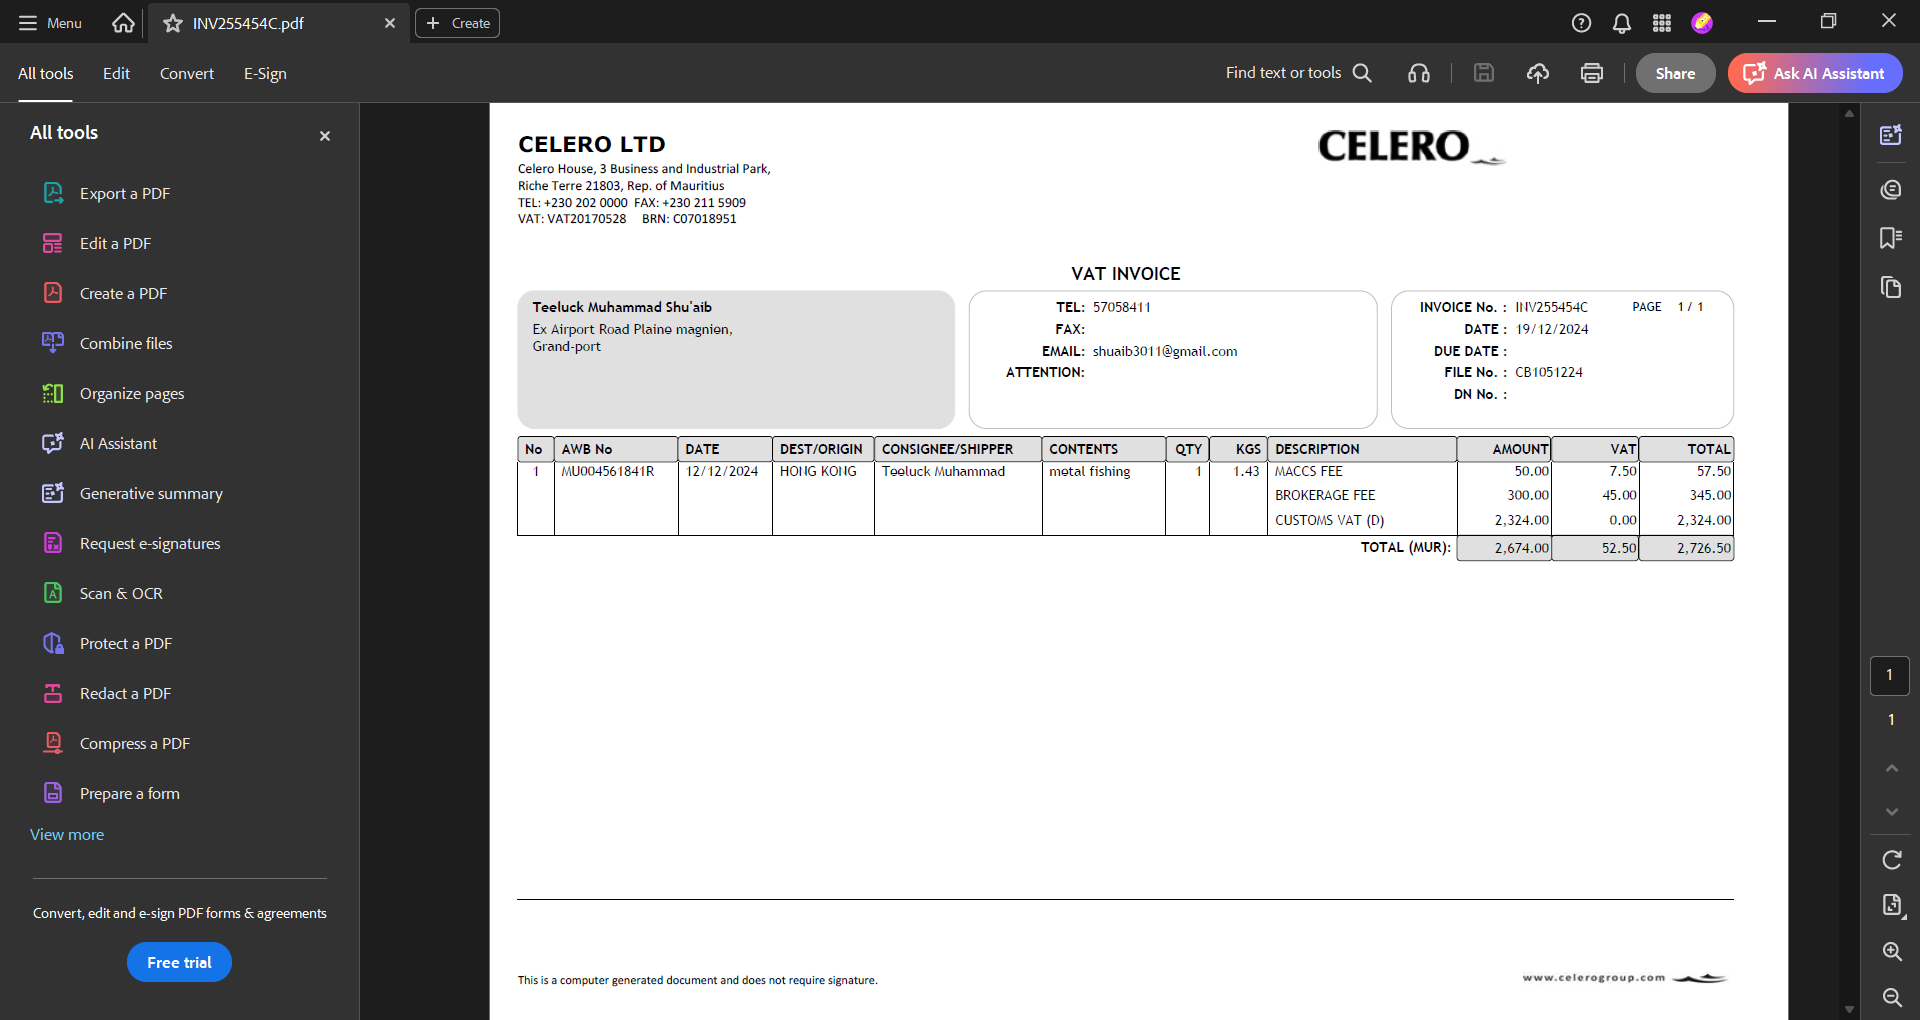 Menu
INV255454C.pdf
Create
All tools
Edit
Convert
E-Sign
Find text or tools
Share
Ask AI Assistant
All tools
Export a PDF
Edit a PDF
Create a PDF
Combine files
Organize pages
AI Assistant
Generative summary
Request e-signatures
Scan & OCR
Protect a PDF
Redact a PDF
Compress a PDF
Prepare a form
View more
Convert, edit and e-sign PDF forms & agreements
Free trial
CELERO LTD
Celero House, 3 Business and Industrial Park,
Riche Terre 21803, Rep. of Mauritius
TEL: +230 202 0000 FAX: +230 211 5909
VAT: VAT20170528 BRN: C07018951
CELERO
VAT INVOICE
Teeluck Muhammad Shu'aib
Ex Airport Road Plaine magnien,
Grand-port
TEL: 57058411
FAX:
EMAIL: shuaib3011@gmail.com
ATTENTION:
INVOICE No. : INV255454C PAGE 1 / 1
DATE : 19/12/2024
DUE DATE :
FILE No. : CB1051224
DN No. :
No AWB No DATE DEST/ORIGIN CONSIGNEE/SHIPPER CONTENTS QTY KGS DESCRIPTION AMOUNT VAT TOTAL
1 MU004561841R 12/12/2024 HONG KONG Teeluck Muhammad metal fishing 1 1.43 MACCS FEE 50.00 7.50 57.50
BROKERAGE FEE 300.00 45.00 345.00
CUSTOMS VAT (D) 2,324.00 0.00 2,324.00
TOTAL (MUR): 2,674.00 52.50 2,726.50
This is a computer generated document and does not require signature.
www.celerogroup.com
1
1